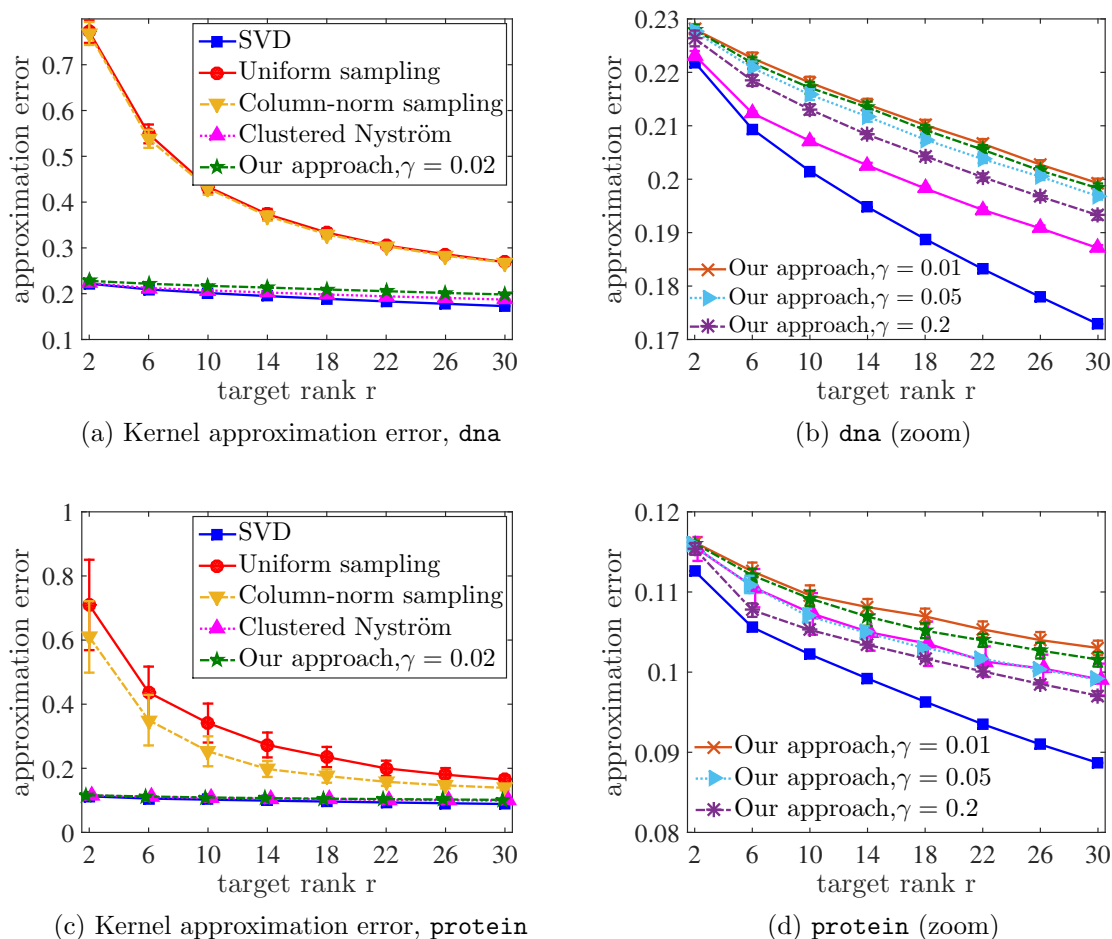 0.7
0.6
0.5
0.4
0.3
0.2
0.1
approximation error
SVD
Uniform sampling
Column-norm sampling
Clustered Nyström
Our approach,γ = 0.02
2 6 10 14 18 22 26 30
target rank r
(a) Kernel approximation error, dna
0.23
0.22
0.21
0.2
0.19
0.18
0.17
approximation error
Our approach,γ = 0.01
Our approach,γ = 0.05
Our approach,γ = 0.2
2 6 10 14 18 22 26 30
target rank r
(b) dna (zoom)
1
0.8
0.6
0.4
0.2
0
approximation error
SVD
Uniform sampling
Column-norm sampling
Clustered Nyström
Our approach,γ = 0.02
2 6 10 14 18 22 26 30
target rank r
(c) Kernel approximation error, protein
0.12
0.11
0.1
0.09
0.08
approximation error
Our approach,γ = 0.01
Our approach,γ = 0.05
Our approach,γ = 0.2
2 6 10 14 18 22 26 30
target rank r
(d) protein (zoom)